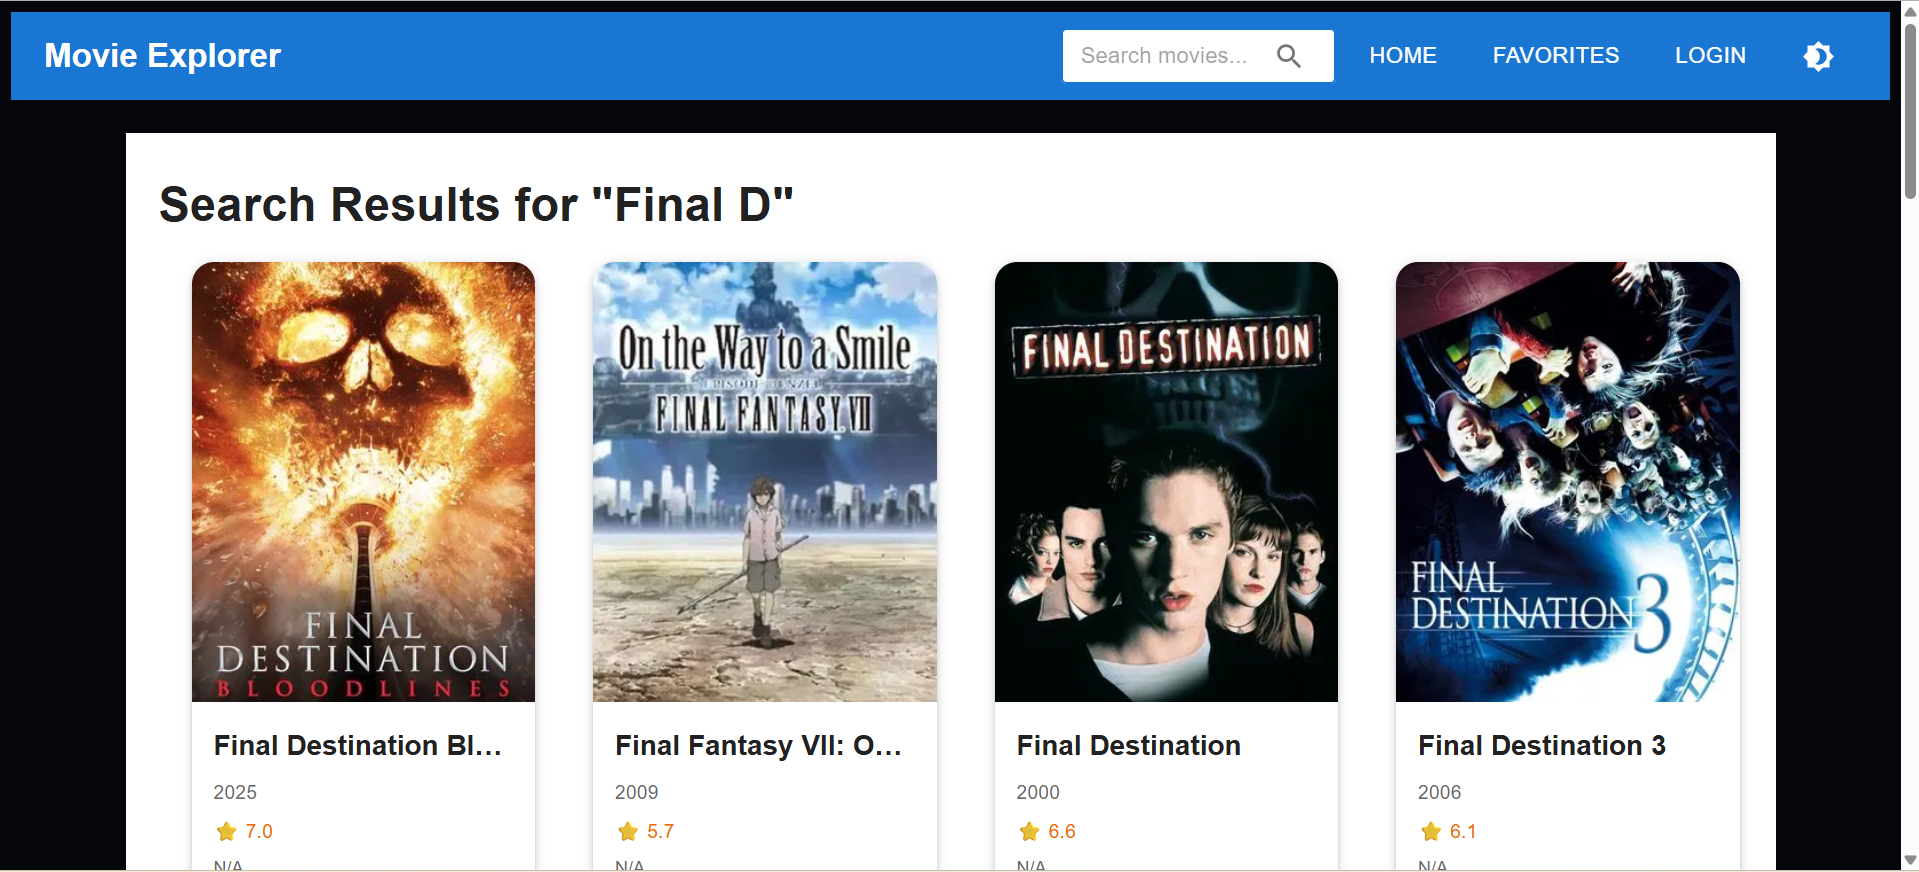 Movie Explorer
Search movies...
HOME
FAVORITES
LOGIN
Search Results for "Final D"
FINAL
DESTINATION
BLOODLINES
On the Way to a Smile
EPISODE DENZEL
FINAL FANTASY VII
FINAL DESTINATION
FINAL
DESTINATION 3
Final Destination Bl…
2025
7.0
N/A
Final Fantasy VII: O…
2009
5.7
N/A
Final Destination
2000
6.6
N/A
Final Destination 3
2006
6.1
N/A